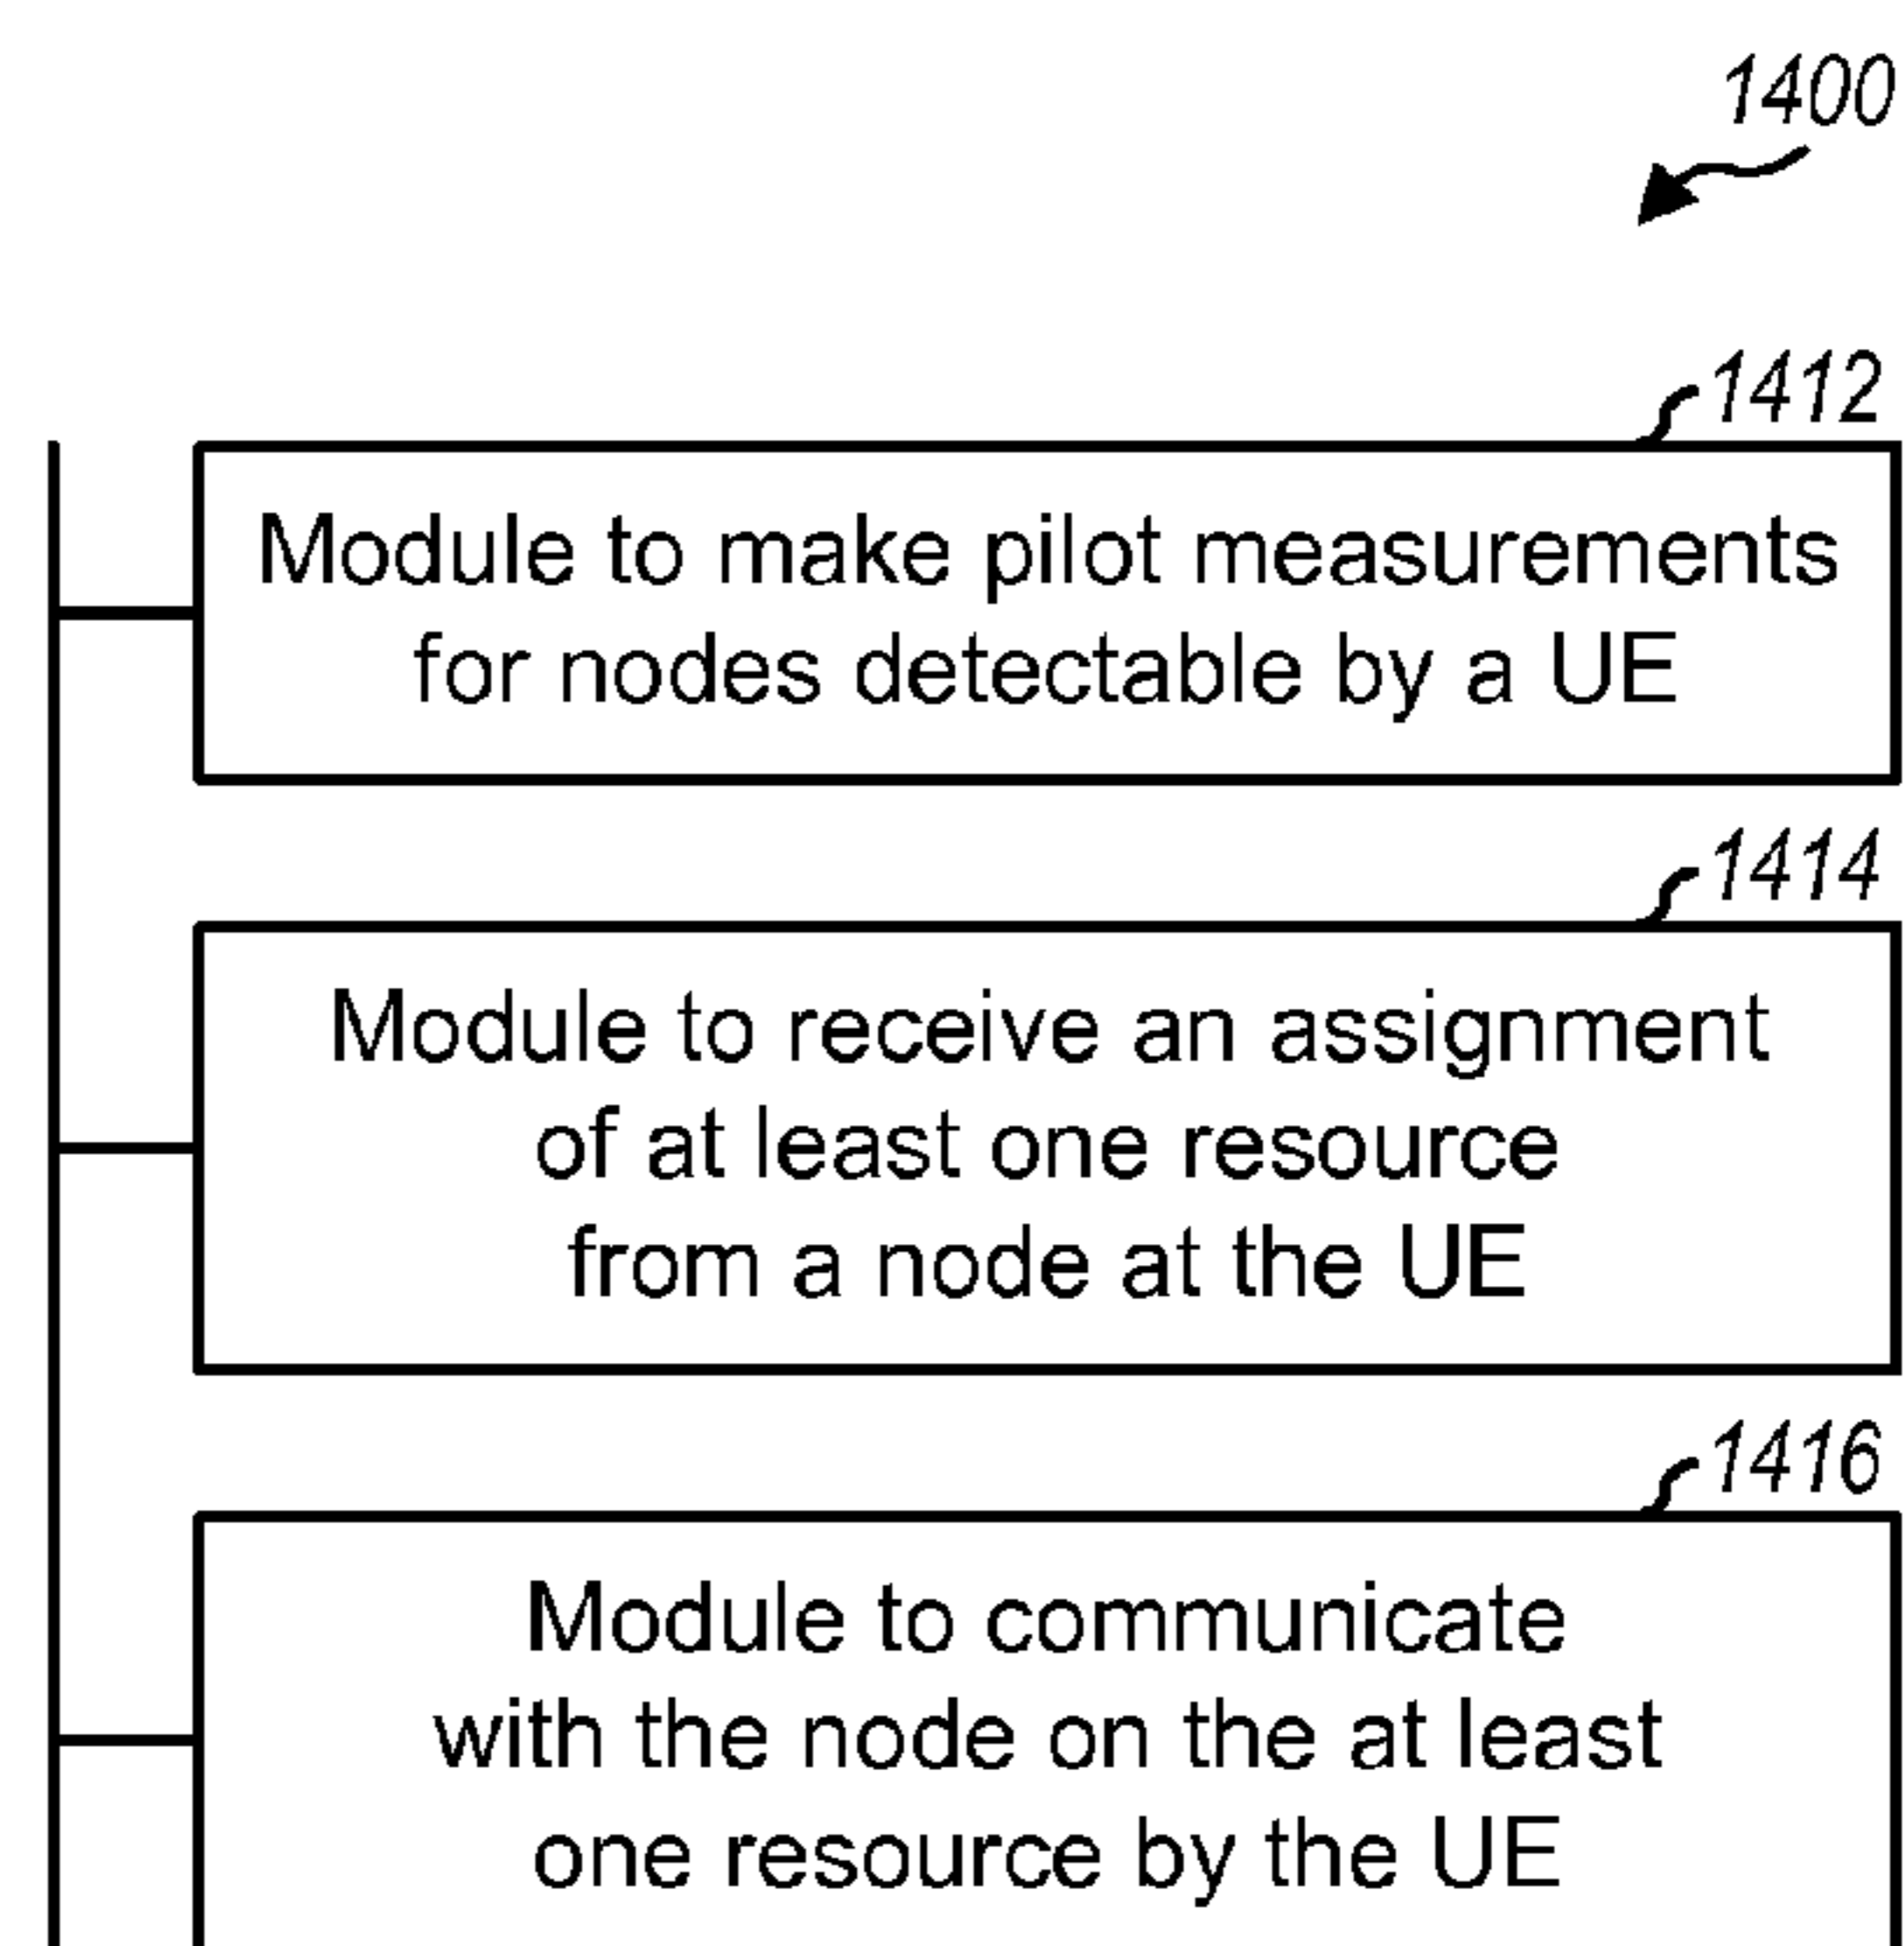 1400
1412
Module to make pilot measurements
for nodes detectable by a UE
1414
Module to receive an assignment
of at least one resource
from a node at the UE
1416
Module to communicate
with the node on the at least
one resource by the UE